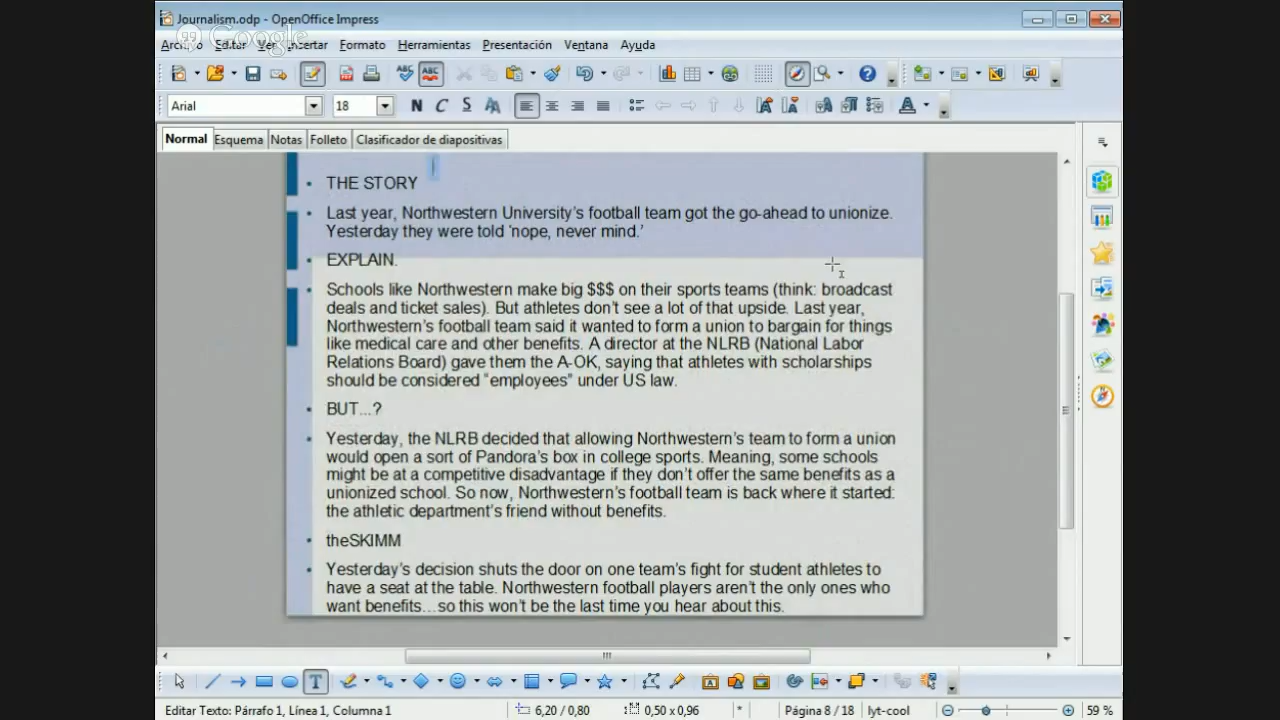 Journalism.odp - OpenOffice Impress
Google
Archivo Editar Ver Insertar Formato Herramientas Presentación Ventana Ayuda
Arial 18 N C S
Normal Esquema Notas Folleto Clasificador de diapositivas
• THE STORY
• Last year, Northwestern University’s football team got the go-ahead to unionize.
Yesterday they were told ‘nope, never mind.’
• EXPLAIN.
• Schools like Northwestern make big $$$ on their sports teams (think: broadcast
deals and ticket sales). But athletes don’t see a lot of that upside. Last year,
Northwestern’s football team said it wanted to form a union to bargain for things
like medical care and other benefits. A director at the NLRB (National Labor
Relations Board) gave them the A-OK, saying that athletes with scholarships
should be considered “employees” under US law.
• BUT...?
• Yesterday, the NLRB decided that allowing Northwestern’s team to form a union
would open a sort of Pandora’s box in college sports. Meaning, some schools
might be at a competitive disadvantage if they don’t offer the same benefits as a
unionized school. So now, Northwestern’s football team is back where it started:
the athletic department’s friend without benefits.
• theSKIMM
• Yesterday’s decision shuts the door on one team’s fight for student athletes to
have a seat at the table. Northwestern football players aren’t the only ones who
want benefits…so this won’t be the last time you hear about this.
Editar Texto: Párrafo 1, Línea 1, Columna 1 6,20 / 0,80 0,50 x 0,96 * Página 8 / 18 lyt-cool 59 %